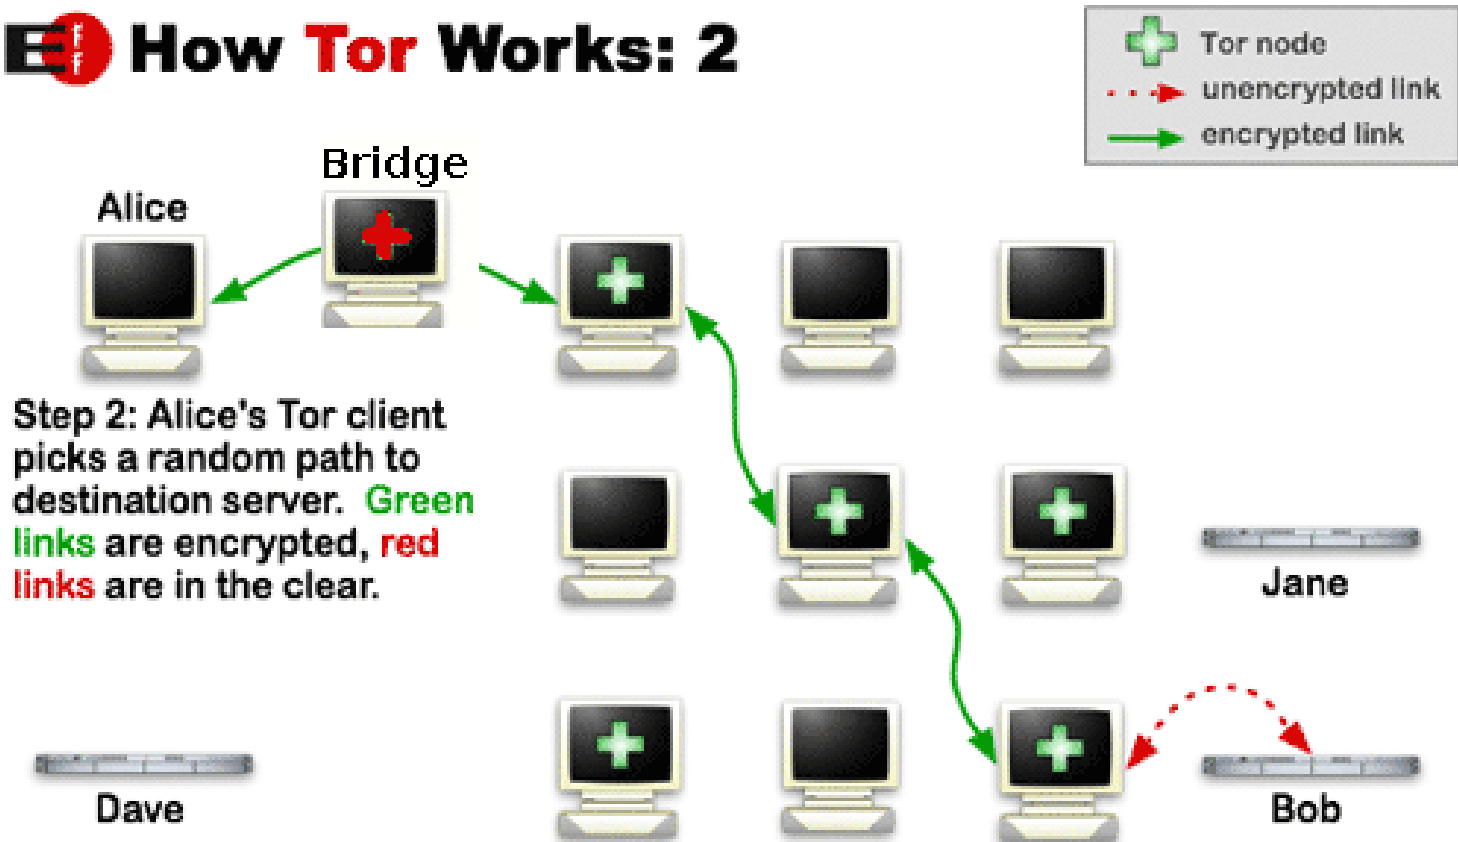 EFF How Tor Works: 2
Tor node
unencrypted link
encrypted link
Bridge
Alice
Step 2: Alice's Tor client
picks a random path to
destination server. Green
links are encrypted, red
links are in the clear.
Jane
Dave
Bob